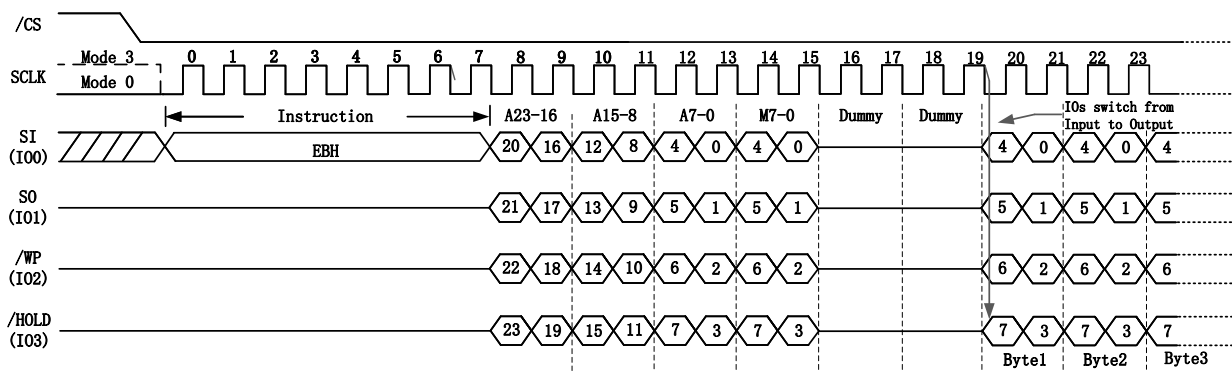 /CS
Mode 3 0 1 2 3 4 5 6 7 8 9 10 11 12 13 14 15 16 17 18 19 20 21 22 23
SCLK
Mode 0
Instruction A23-16 A15-8 A7-0 M7-0 Dummy Dummy IOs switch from
Input to Output
SI
(IO0)
EBH 20 16 12 8 4 0 4 0 4 0 4 0 4
SO
(IO1)
21 17 13 9 5 1 5 1 5 1 5 1 5
/WP
(IO2)
22 18 14 10 6 2 6 2 6 2 6 2 6
/HOLD
(IO3)
23 19 15 11 7 3 7 3 7 3 7 3 7
Byte1 Byte2 Byte3